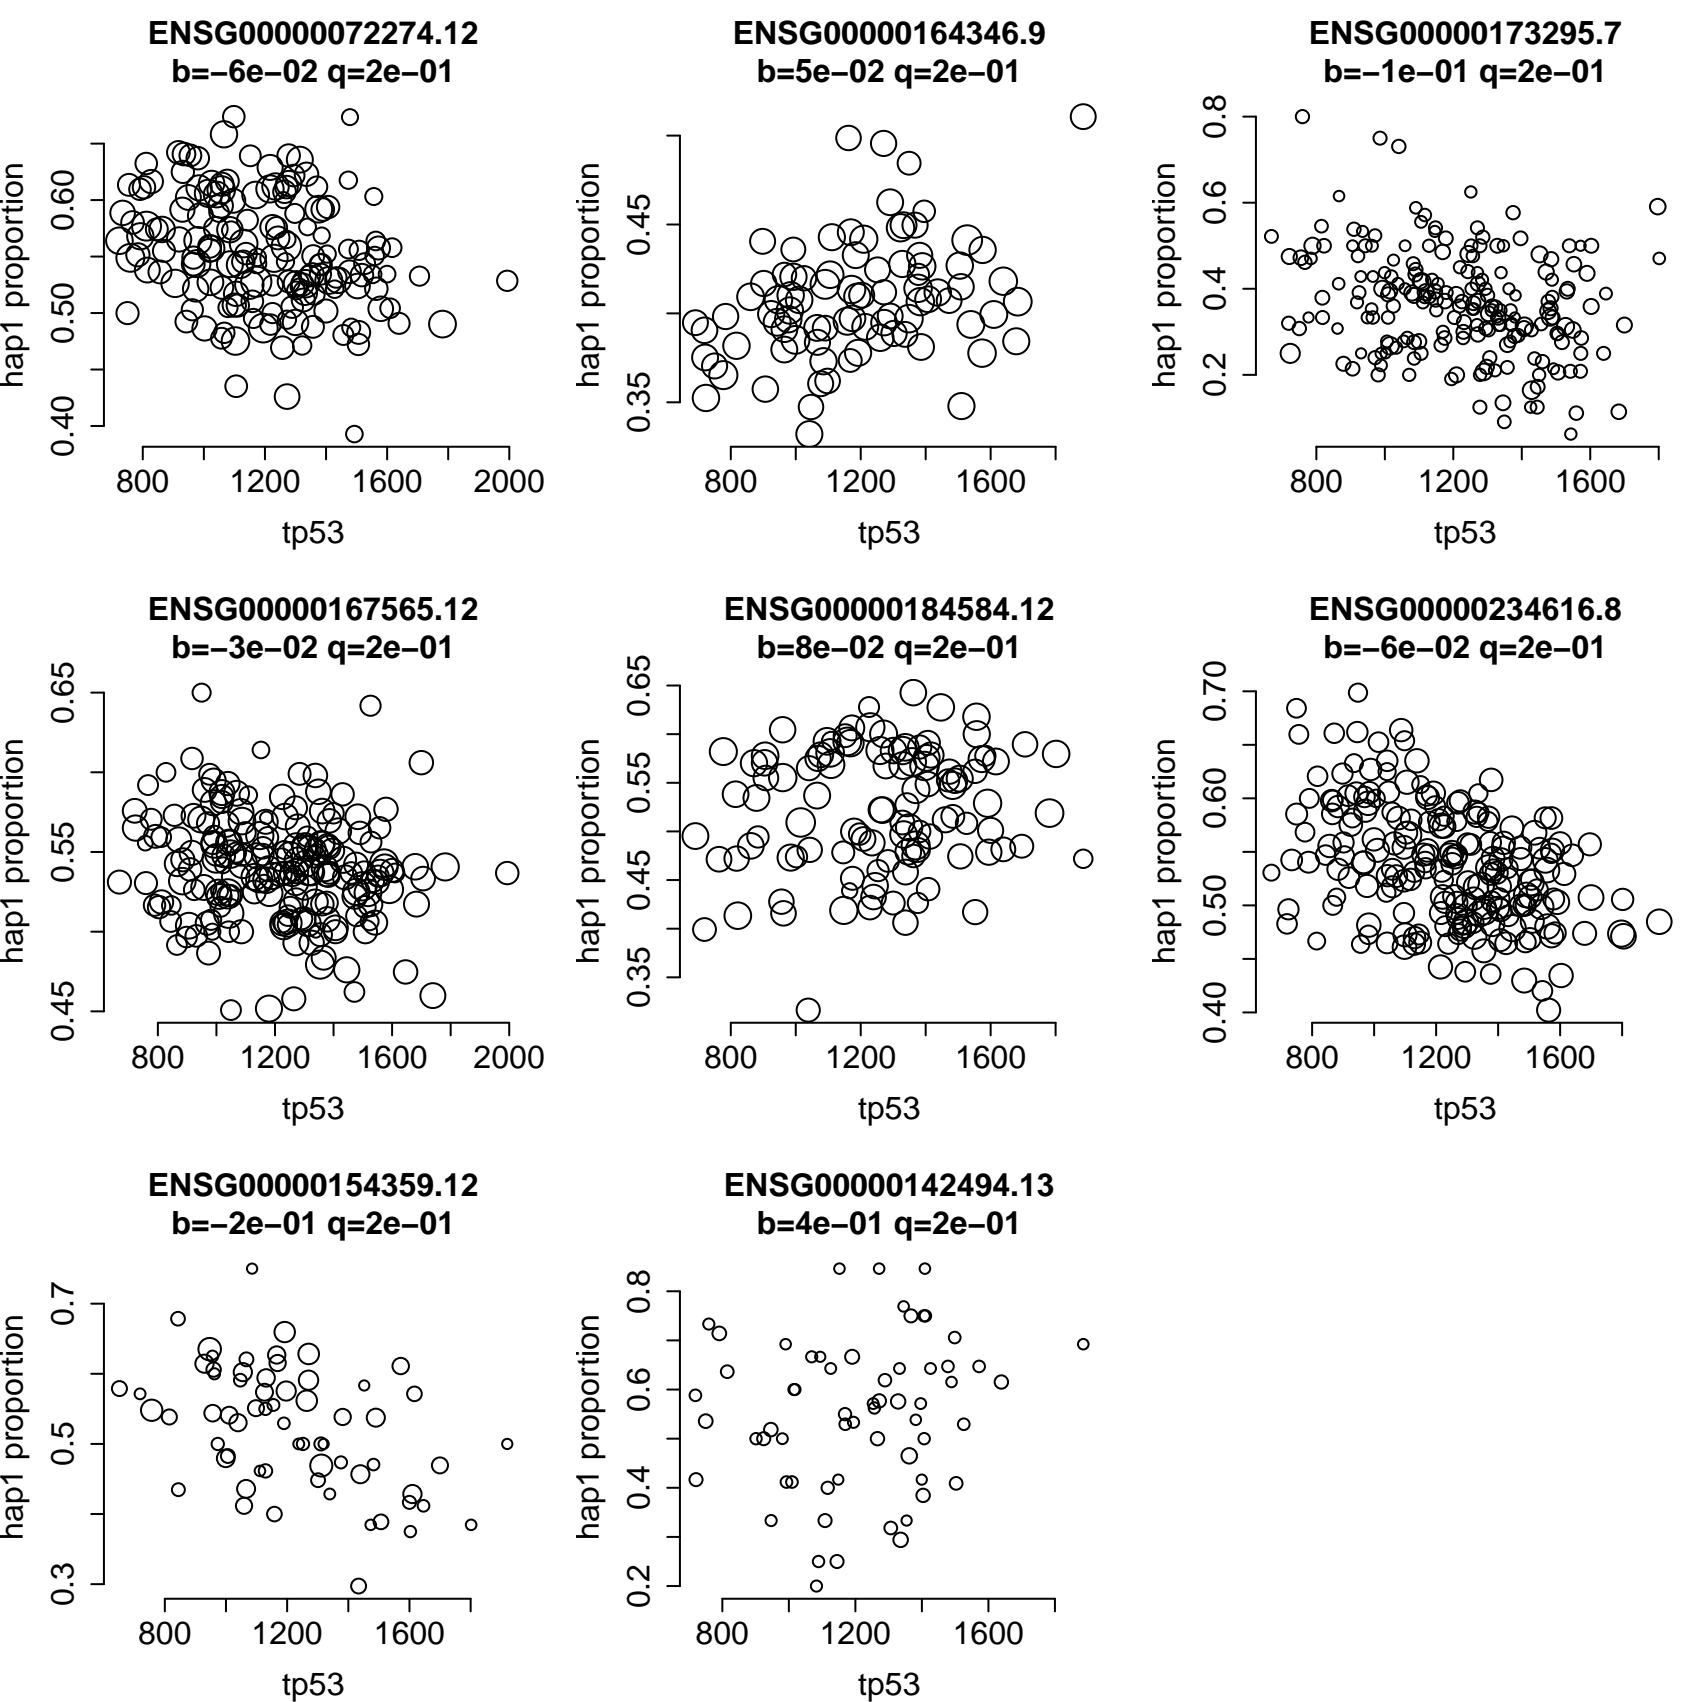 ENSG00000072274.12
b=−6e−02 q=2e−01
hap1 proportion
0.40 0.50 0.60
800 1200 1600 2000
tp53
ENSG00000164346.9
b=5e−02 q=2e−01
hap1 proportion
0.35 0.45
800 1200 1600
tp53
ENSG00000173295.7
b=−1e−01 q=2e−01
hap1 proportion
0.2 0.4 0.6 0.8
800 1200 1600
tp53
ENSG00000167565.12
b=−3e−02 q=2e−01
hap1 proportion
0.45 0.55 0.65
800 1200 1600 2000
tp53
ENSG00000184584.12
b=8e−02 q=2e−01
hap1 proportion
0.35 0.45 0.55 0.65
800 1200 1600
tp53
ENSG00000234616.8
b=−6e−02 q=2e−01
hap1 proportion
0.40 0.50 0.60 0.70
800 1200 1600
tp53
ENSG00000154359.12
b=−2e−01 q=2e−01
hap1 proportion
0.3 0.5 0.7
800 1200 1600
tp53
ENSG00000142494.13
b=4e−01 q=2e−01
hap1 proportion
0.2 0.4 0.6 0.8
800 1200 1600
tp53